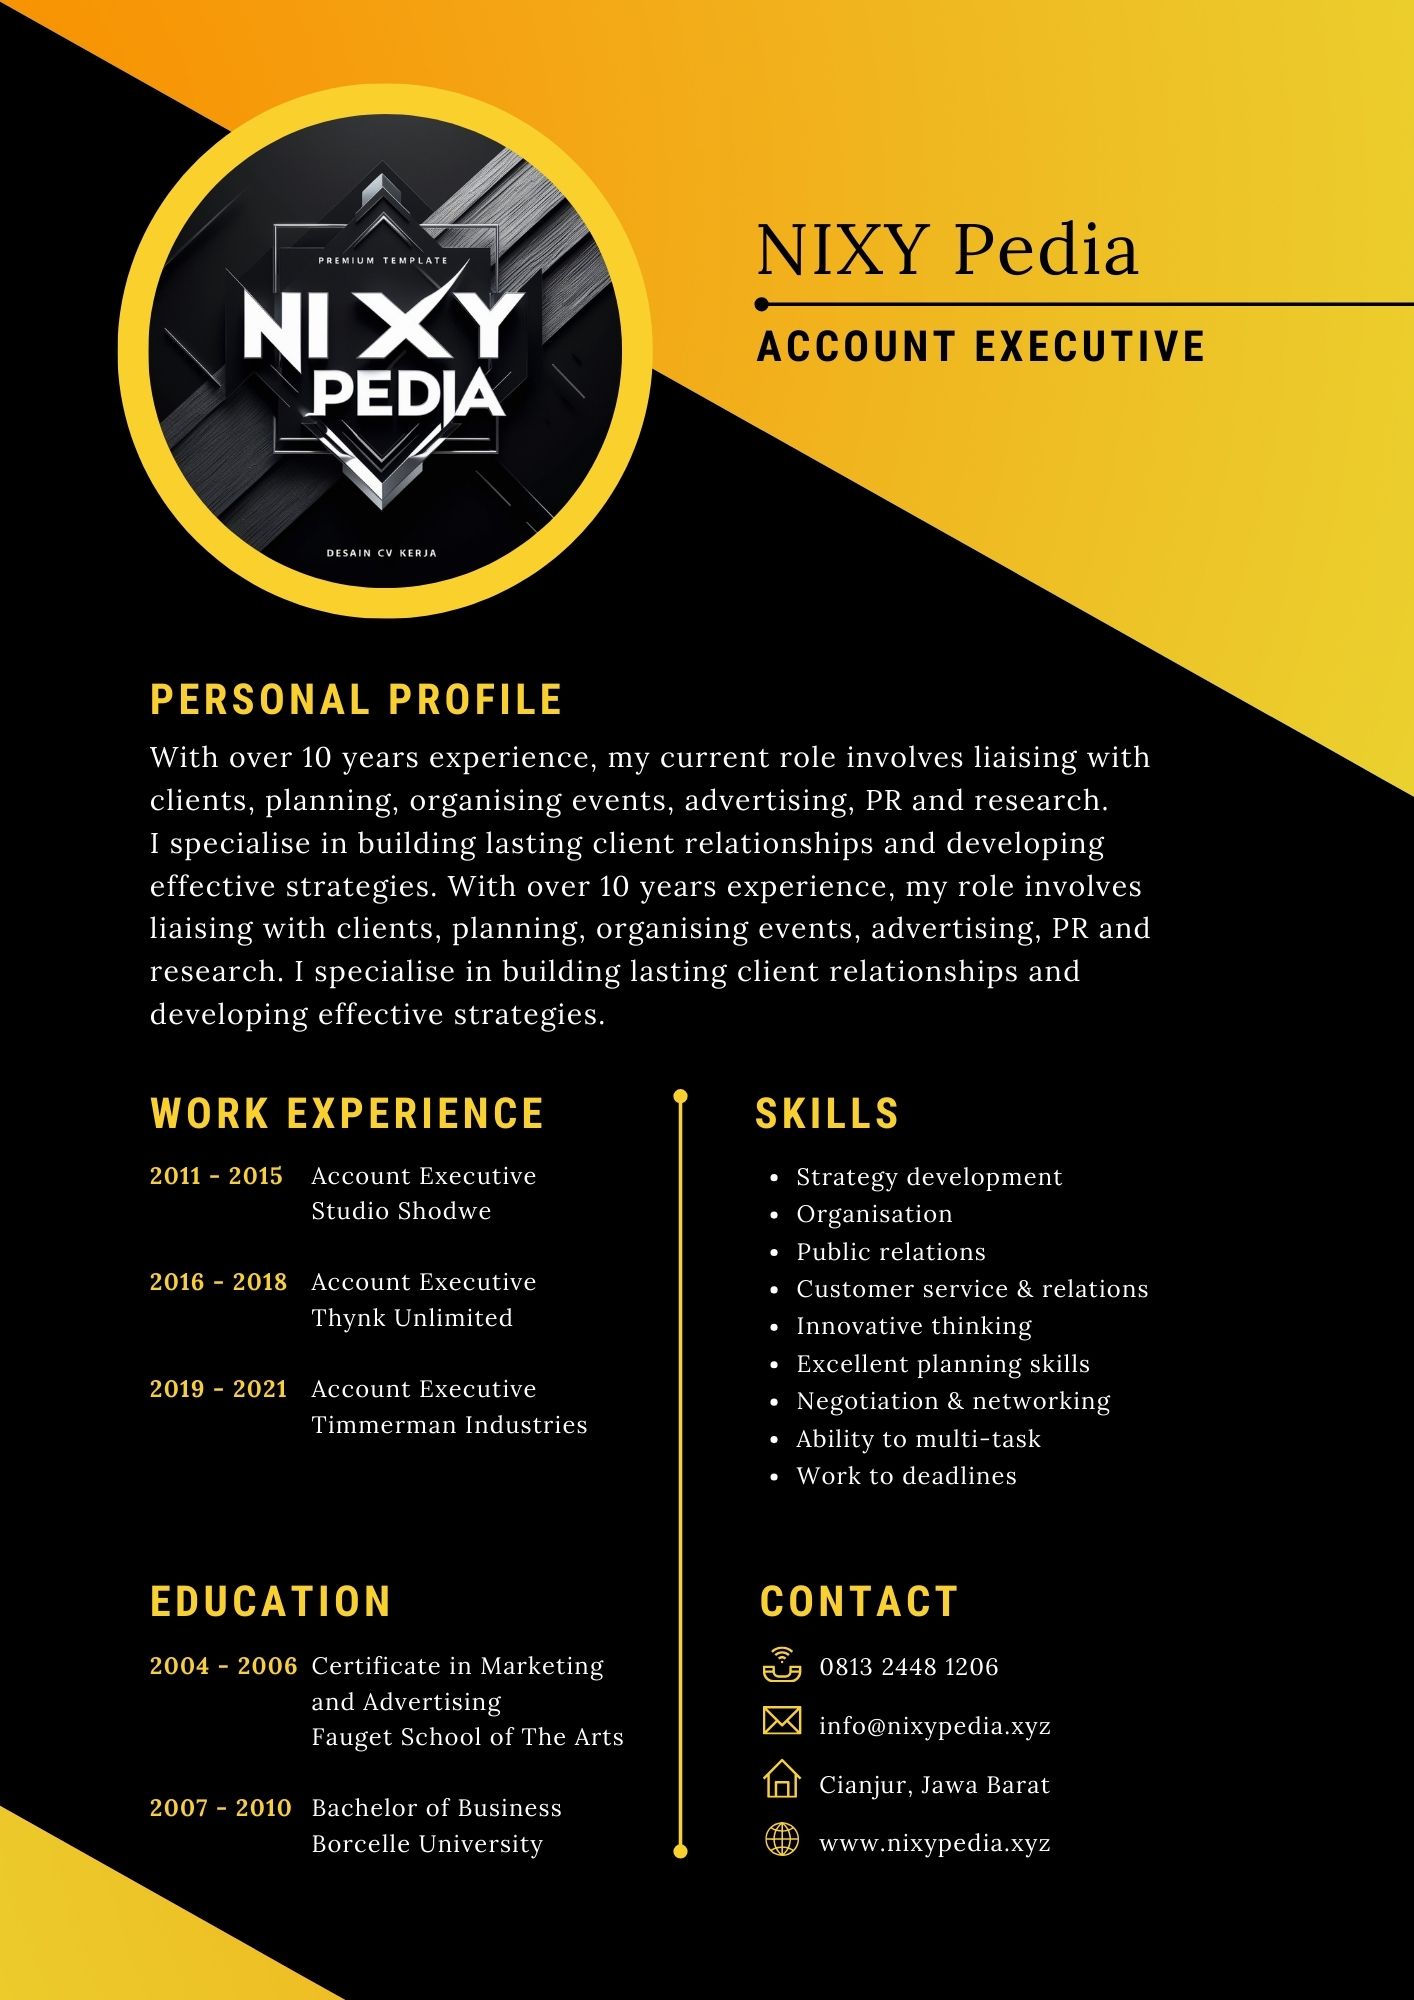 PREMIUM TEMPLATE
NIXY
PEDIA
DESAIN CV KERJA
NIXY Pedia
ACCOUNT EXECUTIVE
PERSONAL PROFILE
With over 10 years experience, my current role involves liaising with
clients, planning, organising events, advertising, PR and research.
I specialise in building lasting client relationships and developing
effective strategies. With over 10 years experience, my role involves
liaising with clients, planning, organising events, advertising, PR and
research. I specialise in building lasting client relationships and
developing effective strategies.
WORK EXPERIENCE
2011 - 2015 Account Executive
Studio Shodwe
2016 - 2018 Account Executive
Thynk Unlimited
2019 - 2021 Account Executive
Timmerman Industries
SKILLS
• Strategy development
• Organisation
• Public relations
• Customer service & relations
• Innovative thinking
• Excellent planning skills
• Negotiation & networking
• Ability to multi-task
• Work to deadlines
EDUCATION
2004 - 2006 Certificate in Marketing
and Advertising
Fauget School of The Arts
2007 - 2010 Bachelor of Business
Borcelle University
CONTACT
0813 2448 1206
info@nixypedia.xyz
Cianjur, Jawa Barat
www.nixypedia.xyz